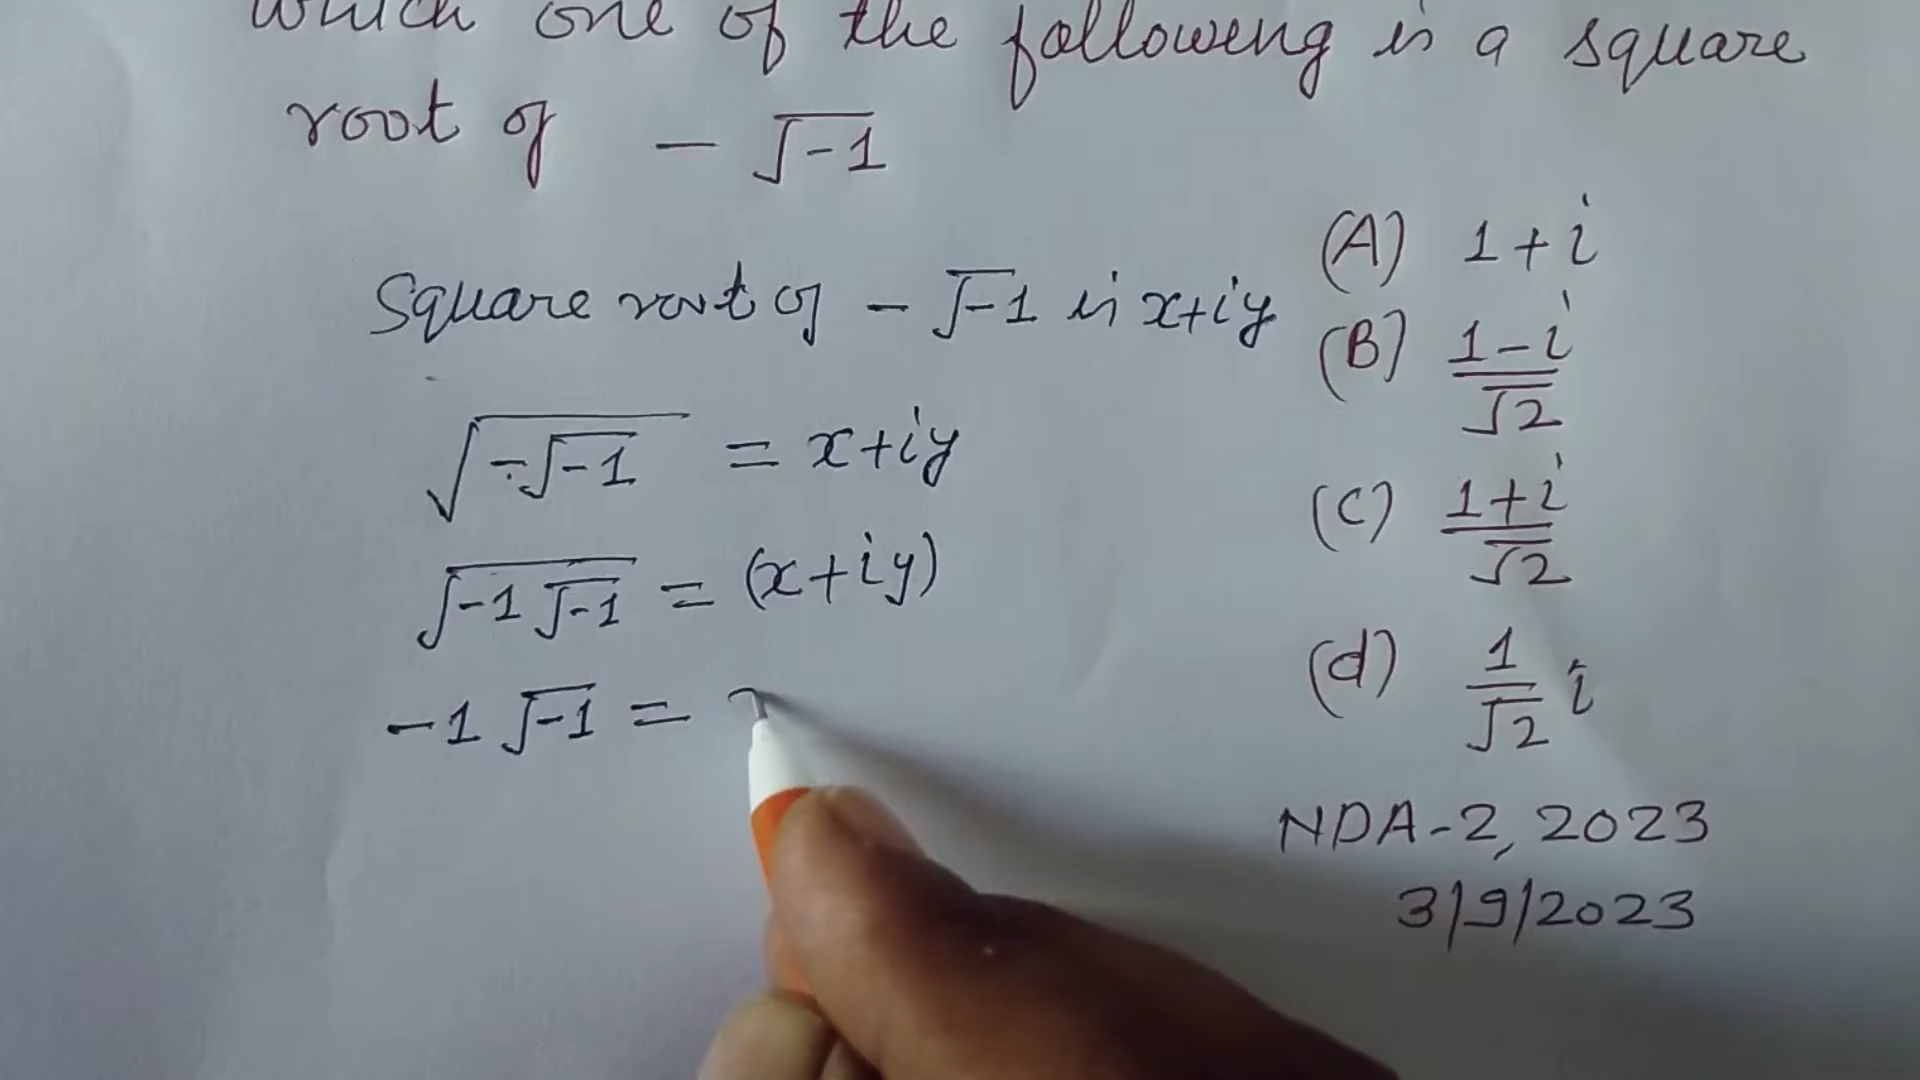 which one of the following is a square
root of - √-1
Square root of - √-1 is x+iy
√(-√-1) = x+iy
√(-1 √-1) = (x+iy)
-1 √-1 =
(A) 1+i
(B) (1-i)/√2
(C) (1+i)/√2
(d) 1/√2 i
NDA-2, 2023
3/9/2023